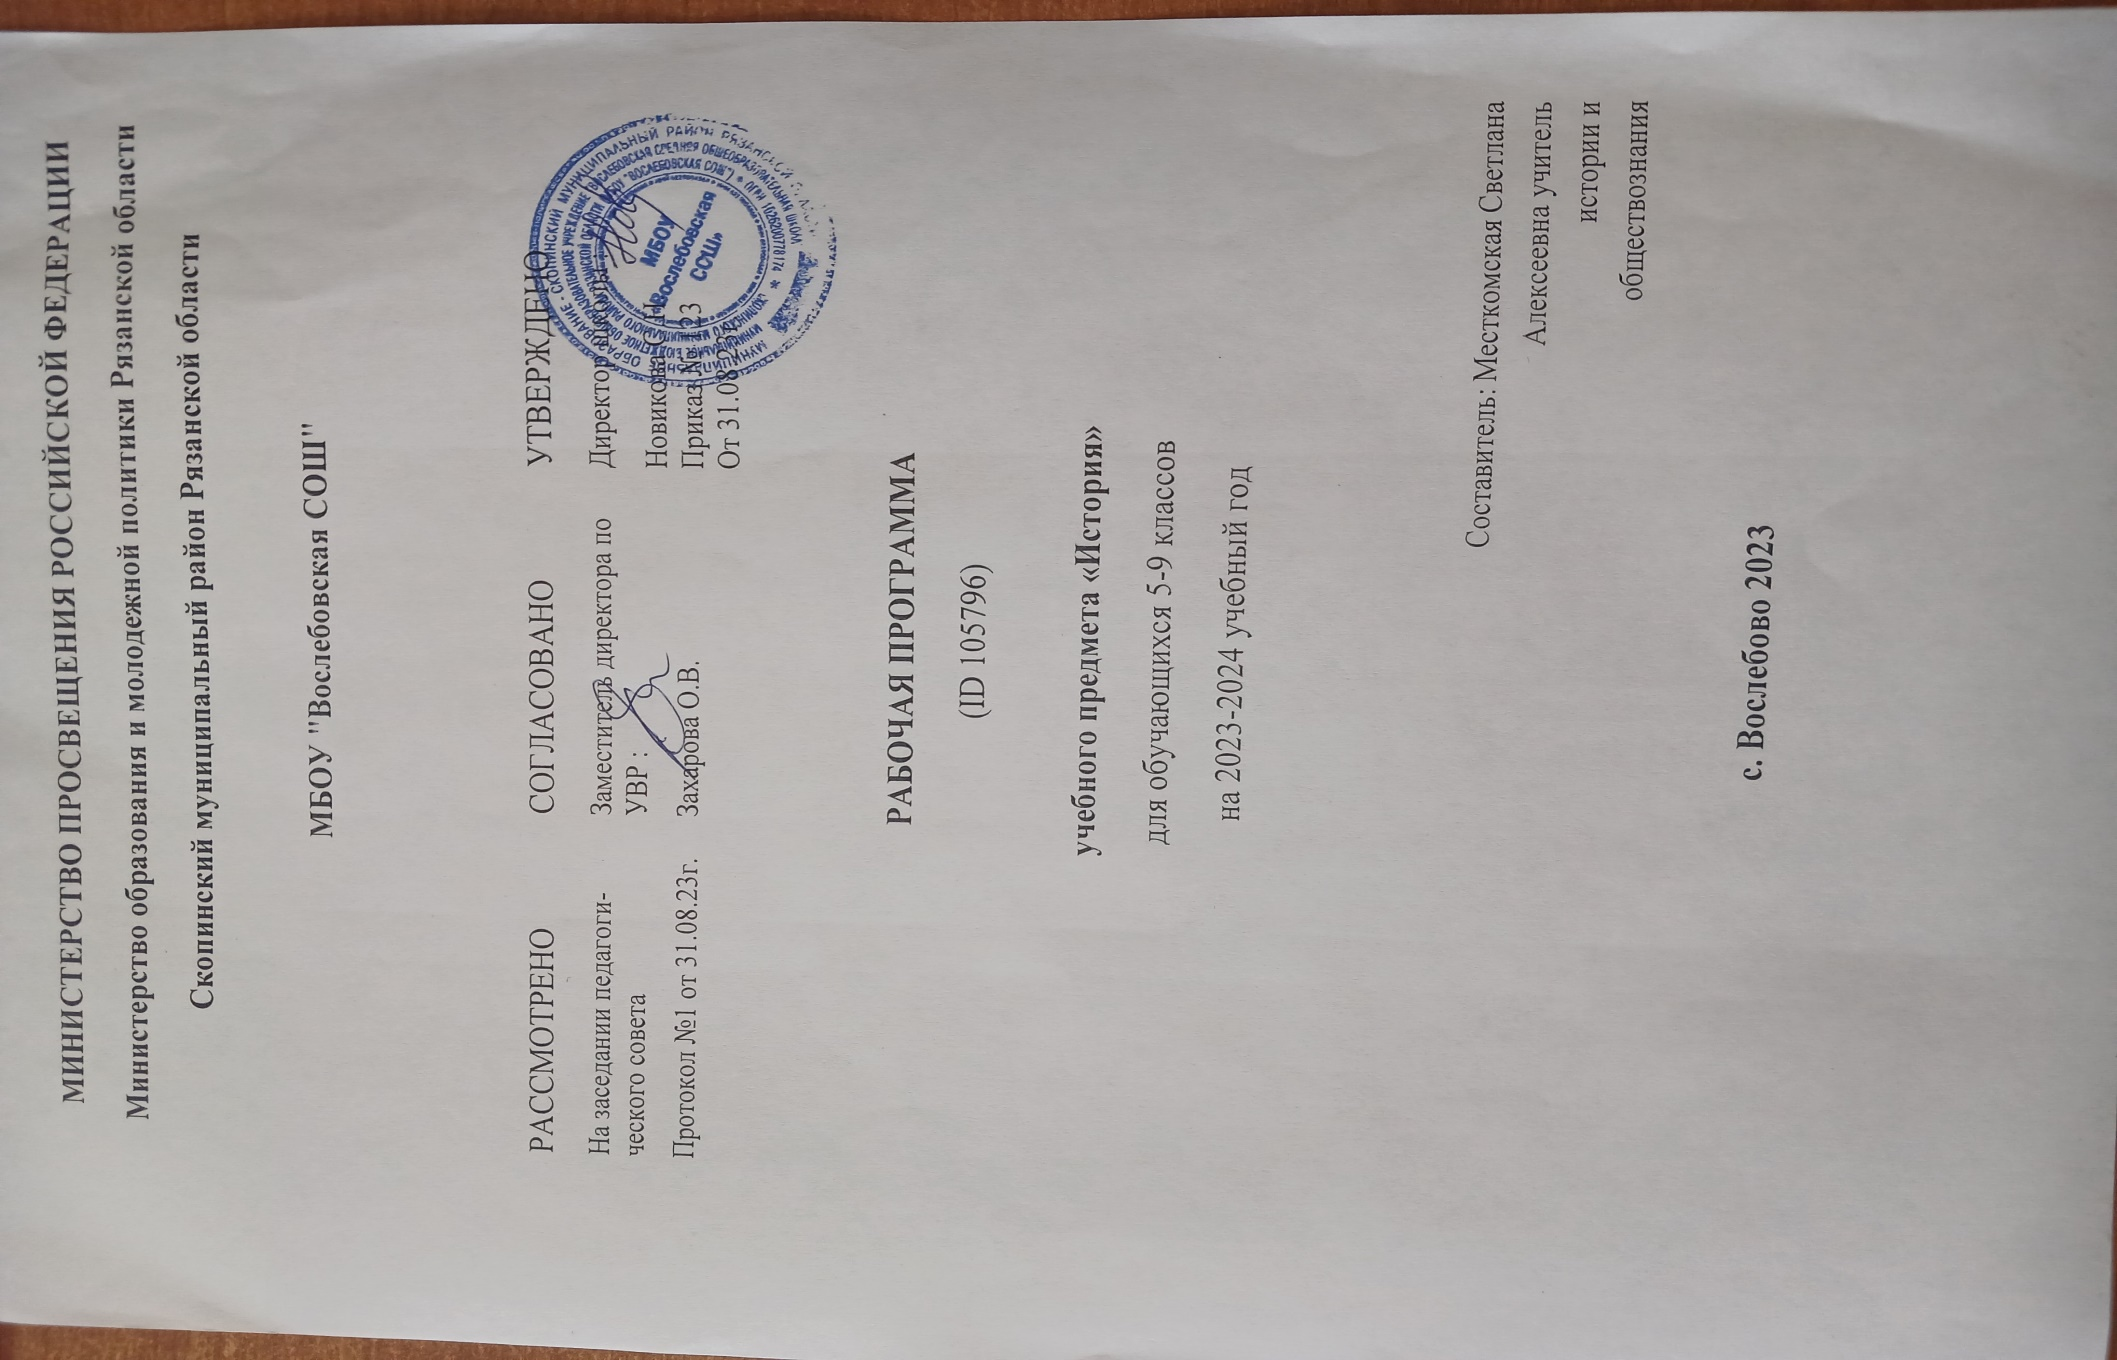 МИНИСТЕРСТВО ПРОСВЕЩЕНИЯ РОССИЙСКОЙ ФЕДЕРАЦИИ
Министерство образования и молодежной политики Рязанской области
Скопинский муниципальный район Рязанской области
МБОУ "Вослебовская СОШ"
РАССМОТРЕНО
На заседании педагоги-
ческого совета
Протокол №1 от 31.08.23г.
СОГЛАСОВАНО
Заместитель директора по
УВР :
Захарова О.В.
УТВЕРЖДЕНО
Директор
Новикова
Приказ №
От 31.08
МБОУ
«Вослебовская
СОШ»
РАБОЧАЯ ПРОГРАММА
(ID 105796)
учебного предмета «История»
для обучающихся 5-9 классов
на 2023-2024 учебный год
Составитель: Месткомская Светлана
Алексеевна учитель
истории и
обществознания
с. Вослебово 2023